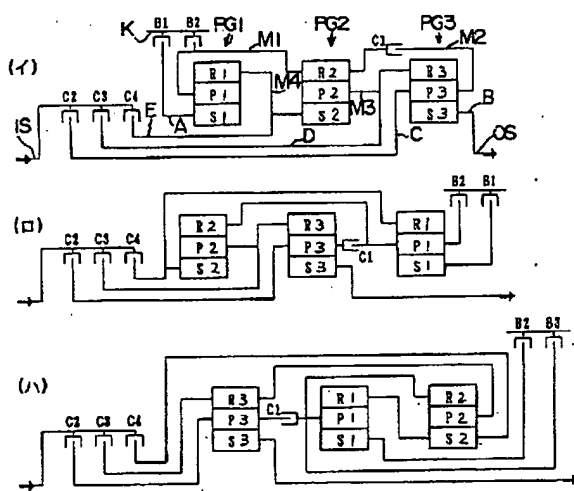 K B1 B2 PG1 M1 PG2 PG3 C1 M2
(イ)
R1 M4 R2 R3
P1 P2 M3 P3
S1 S2 S3 B
C2 C3 C4 E A D C
IS OS
B2 B1
(ロ)
C2 C3 C4
R2 R3 R1
P2 P3 C1 P1
S2 S3 S1
B2 B3
(ハ)
C2 C3 C4
R3 R1 R2
P3 C1 P1 P2
S3 S1 S2